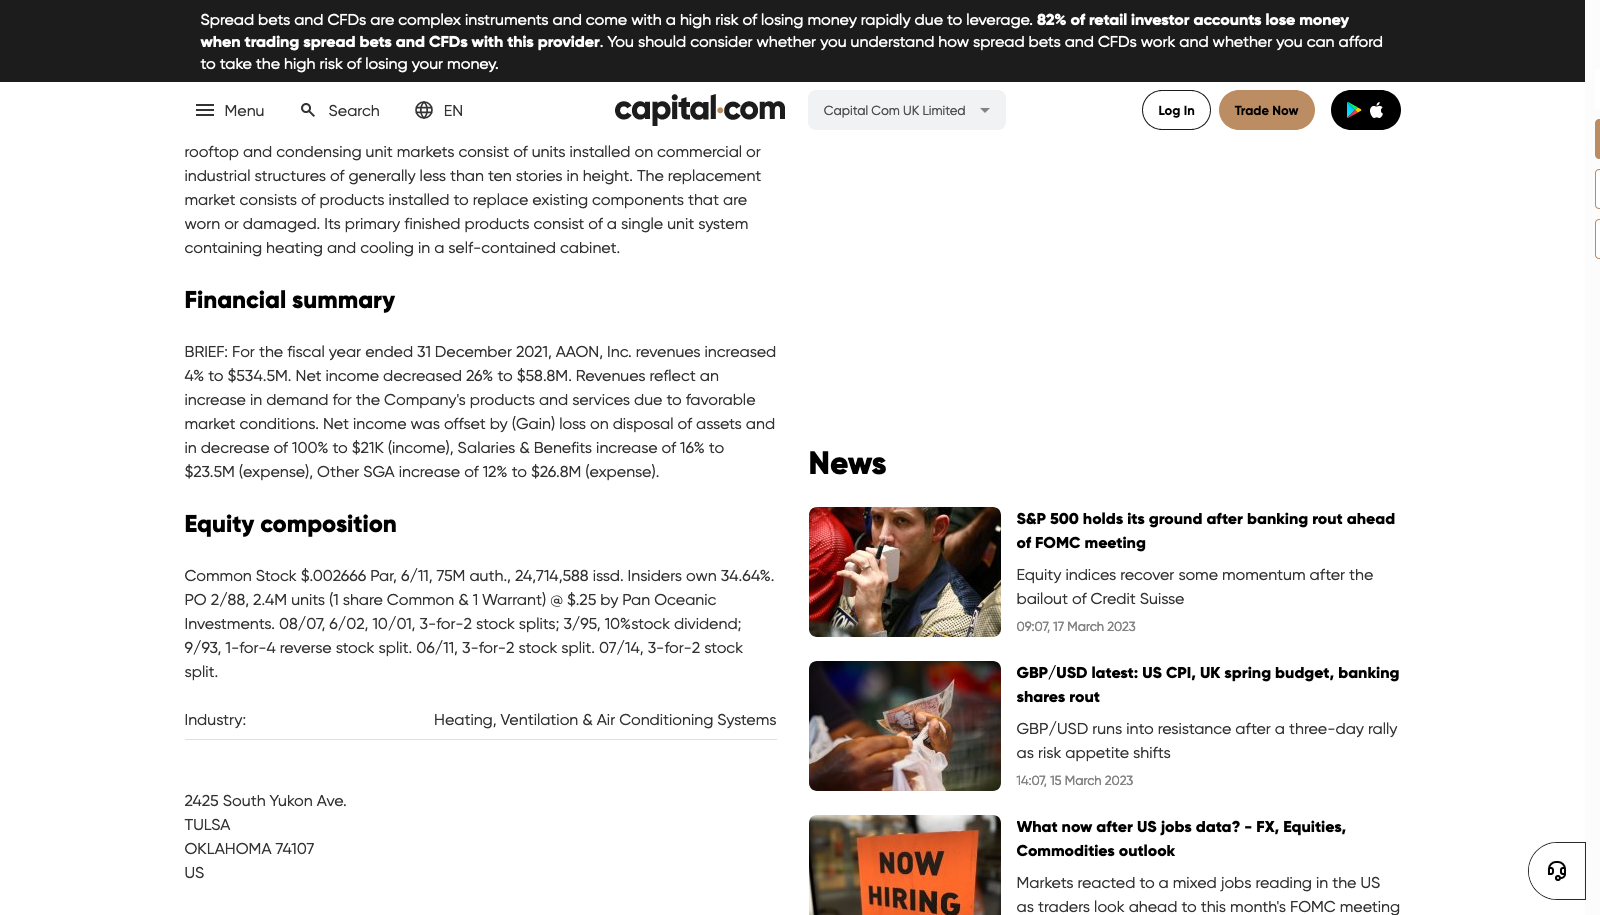 Spread bets and CFDs are complex instruments and come with a high risk of losing money rapidly due to leverage. 82% of retail investor accounts lose money
when trading spread bets and CFDs with this provider. You should consider whether you understand how spread bets and CFDs work and whether you can afford
to take the high risk of losing your money.
Menu
Search
EN
capital.com
Capital Com UK Limited
Log In
Trade Now
rooftop and condensing unit markets consist of units installed on commercial or
industrial structures of generally less than ten stories in height. The replacement
market consists of products installed to replace existing components that are
worn or damaged. Its primary finished products consist of a single unit system
containing heating and cooling in a self-contained cabinet.
Financial summary
BRIEF: For the fiscal year ended 31 December 2021, AAON, Inc. revenues increased
4% to $534.5M. Net income decreased 26% to $58.8M. Revenues reflect an
increase in demand for the Company's products and services due to favorable
market conditions. Net income was offset by (Gain) loss on disposal of assets and
in decrease of 100% to $21K (income), Salaries & Benefits increase of 16% to
$23.5M (expense), Other SGA increase of 12% to $26.8M (expense).
Equity composition
Common Stock $.002666 Par, 6/11, 75M auth., 24,714,588 issd. Insiders own 34.64%.
PO 2/88, 2.4M units (1 share Common & 1 Warrant) @ $.25 by Pan Oceanic
Investments. 08/07, 6/02, 10/01, 3-for-2 stock splits; 3/95, 10%stock dividend;
9/93, 1-for-4 reverse stock split. 06/11, 3-for-2 stock split. 07/14, 3-for-2 stock
split.
Industry:
Heating, Ventilation & Air Conditioning Systems
2425 South Yukon Ave.
TULSA
OKLAHOMA 74107
US
News
S&P 500 holds its ground after banking rout ahead
of FOMC meeting
Equity indices recover some momentum after the
bailout of Credit Suisse
09:07, 17 March 2023
GBP/USD latest: US CPI, UK spring budget, banking
shares rout
GBP/USD runs into resistance after a three-day rally
as risk appetite shifts
14:07, 15 March 2023
NOW
HIRING
What now after US jobs data? - FX, Equities,
Commodities outlook
Markets reacted to a mixed jobs reading in the US
as traders look ahead to this month's FOMC meeting